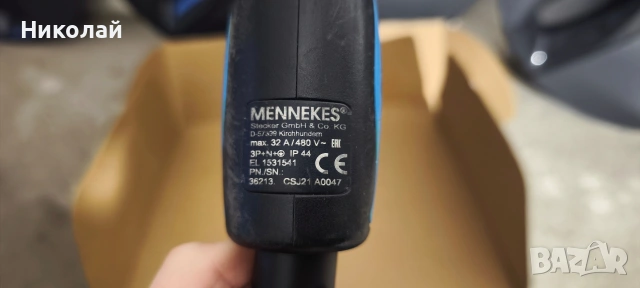 Николай
MENNEKES®
Stecker GmbH & Co. KG
D-57399 Kirchhundem
max. 32 A / 480 V ~ EAC
3P+N+⏚ IP 44
EL 1531541
PN./SN.:
36213. CSJ21 A0047
CE
BAZAR
bg